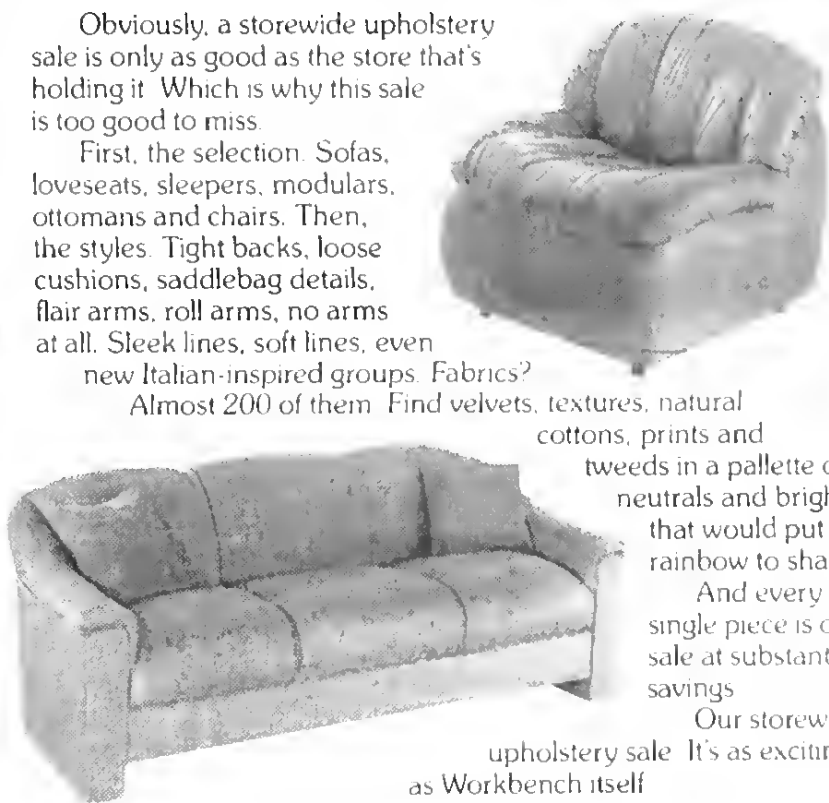 Obviously, a storewide upholstery
sale is only as good as the store that's
holding it Which is why this sale
is too good to miss.
First, the selection. Sofas,
loveseats, sleepers, modulars,
ottomans and chairs. Then,
the styles. Tight backs, loose
cushions, saddlebag details,
flair arms, roll arms, no arms
at all. Sleek lines, soft lines, even
new Italian-inspired groups. Fabrics?
Almost 200 of them Find velvets, textures, natural
cottons, prints and
tweeds in a pallette
neutrals and
that would put
rainbow to
And every
single piece is
sale at
savings
Our
upholstery sale It's as
as Workbench itself